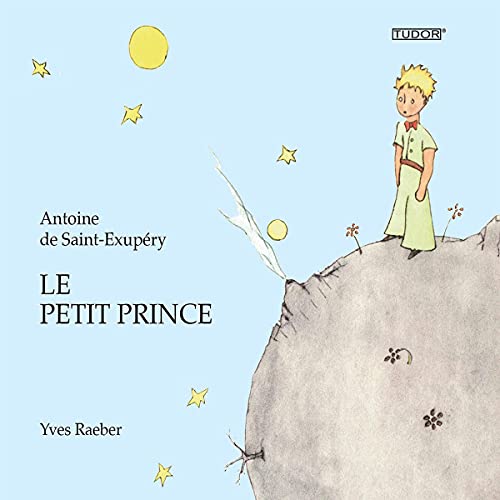 TUDOR®
Antoine
de Saint-Exupéry
LE
PETIT PRINCE
Yves Raeber